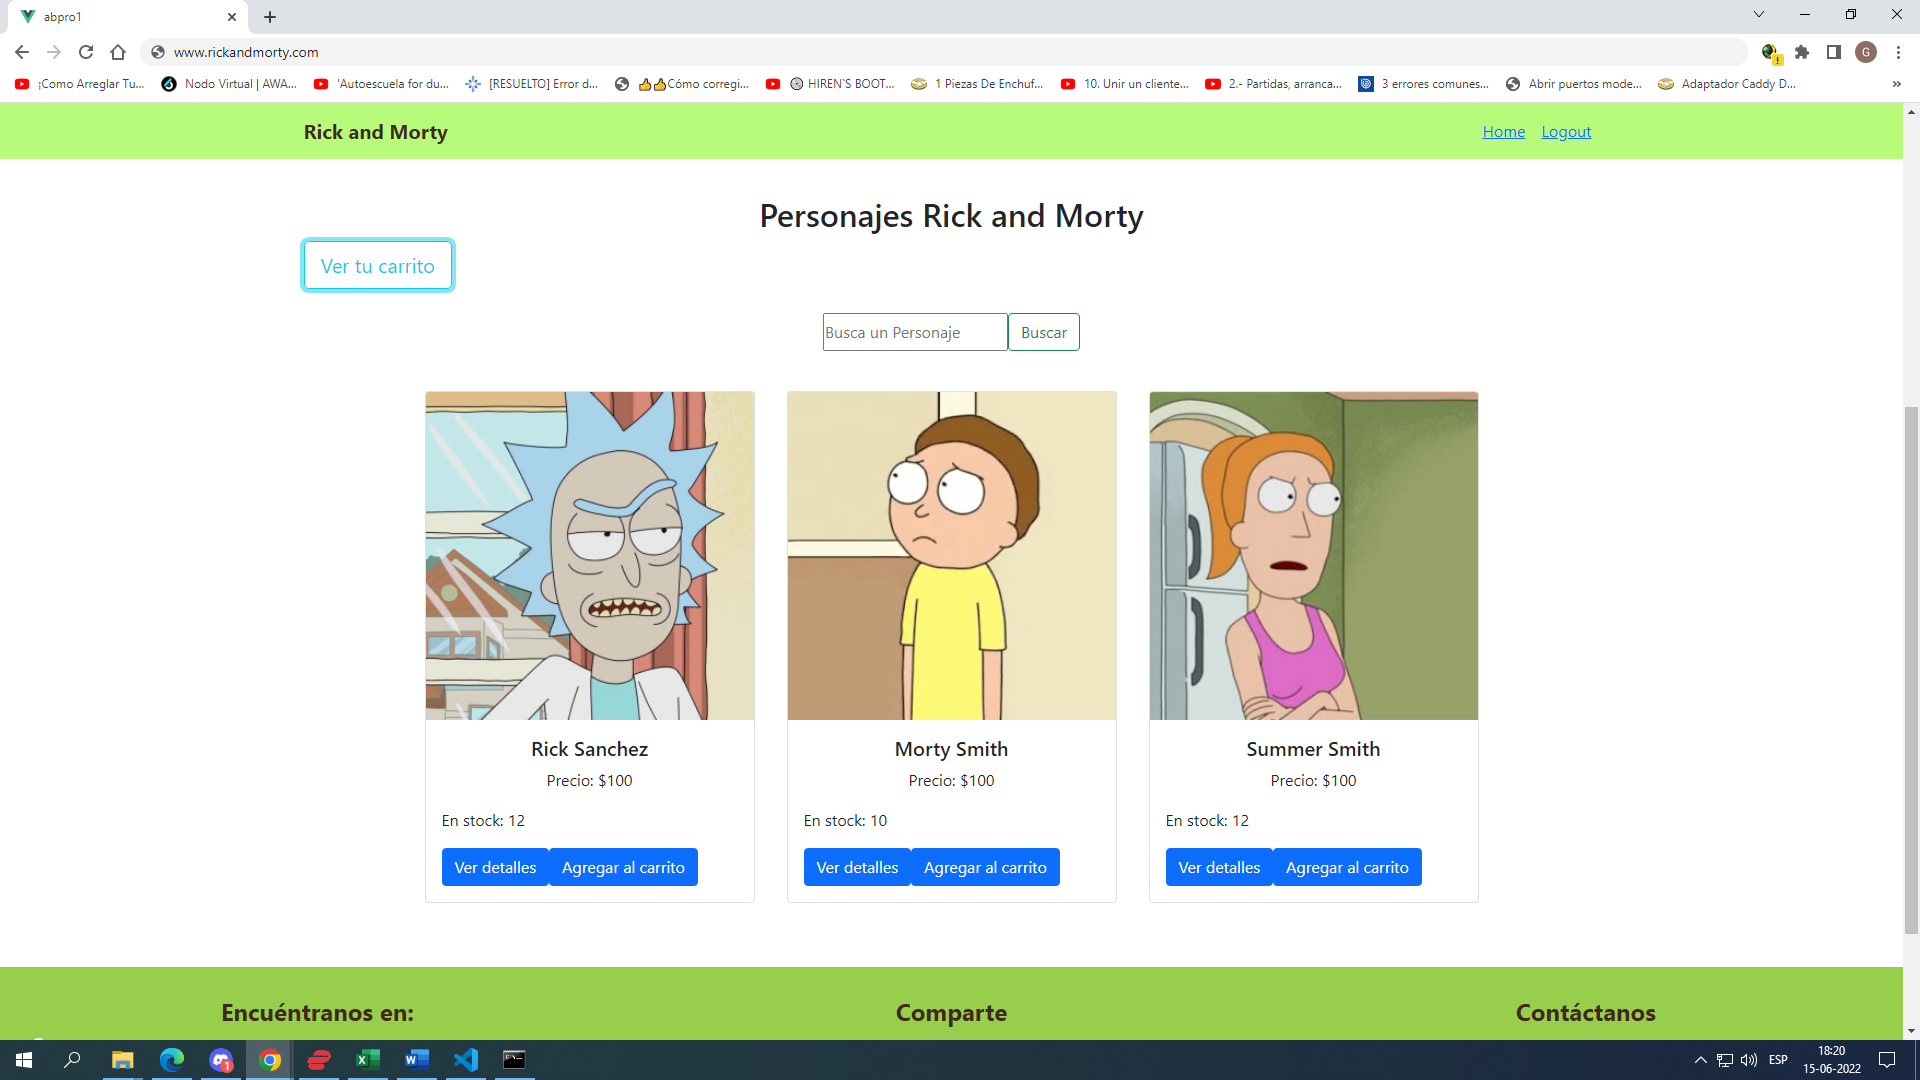 abpro1
www.rickandmorty.com
G
¡Como Arreglar Tu...
Nodo Virtual | AWA...
'Autoescuela for du...
[RESUELTO] Error d...
👍👍Cómo corregi...
HIREN`S BOOT...
1 Piezas De Enchuf...
10. Unir un cliente...
2.- Partidas, arranca...
3 errores comunes...
Abrir puertos mode...
Adaptador Caddy D...
»
Rick and Morty
Home
Logout
Personajes Rick and Morty
Ver tu carrito
Busca un Personaje
Buscar
Rick Sanchez
Precio: $100
En stock: 12
Ver detalles
Agregar al carrito
Morty Smith
Precio: $100
En stock: 10
Ver detalles
Agregar al carrito
Summer Smith
Precio: $100
En stock: 12
Ver detalles
Agregar al carrito
Encuéntranos en:
Comparte
Contáctanos
1
ESP
18:20
15-06-2022